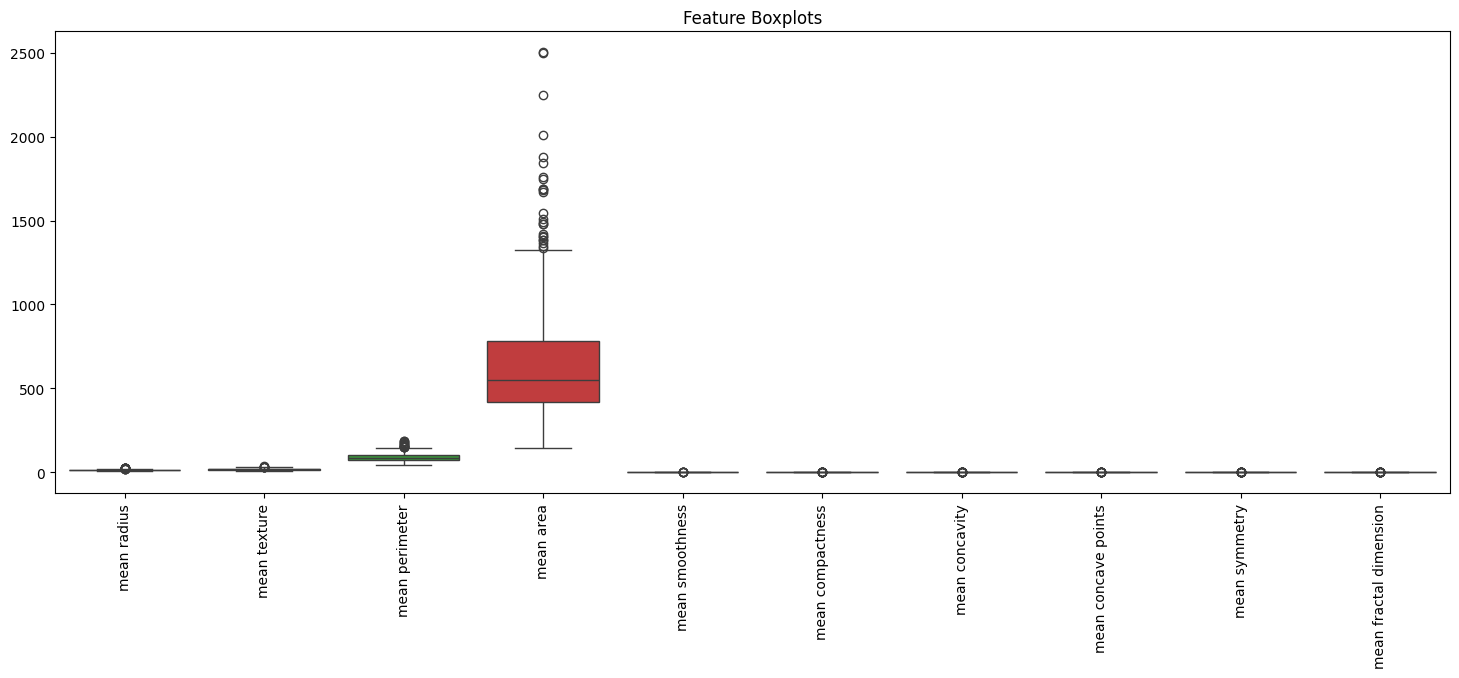 Feature Boxplots
2500
2000
1500
1000
500
0
mean radius
mean texture
mean perimeter
mean area
mean smoothness
mean compactness
mean concavity
mean concave points
mean symmetry
mean fractal dimension